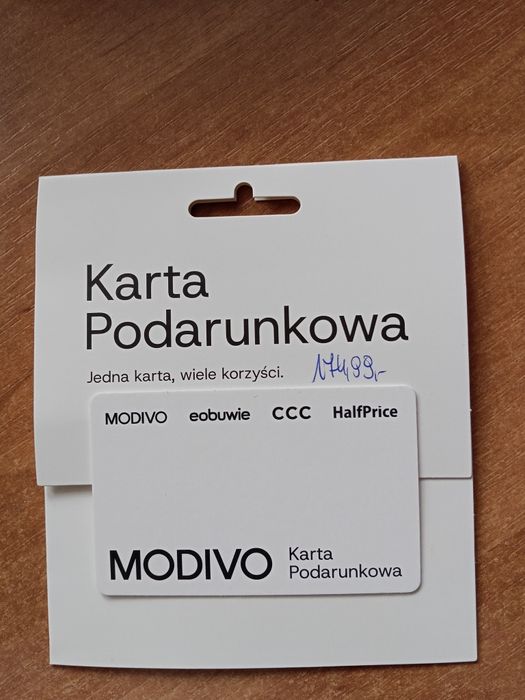 Karta
Podarunkowa
Jedna karta, wiele korzyści. 174,99,-
MODIVO eobuwie CCC HalfPrice
MODIVO Karta
Podarunkowa